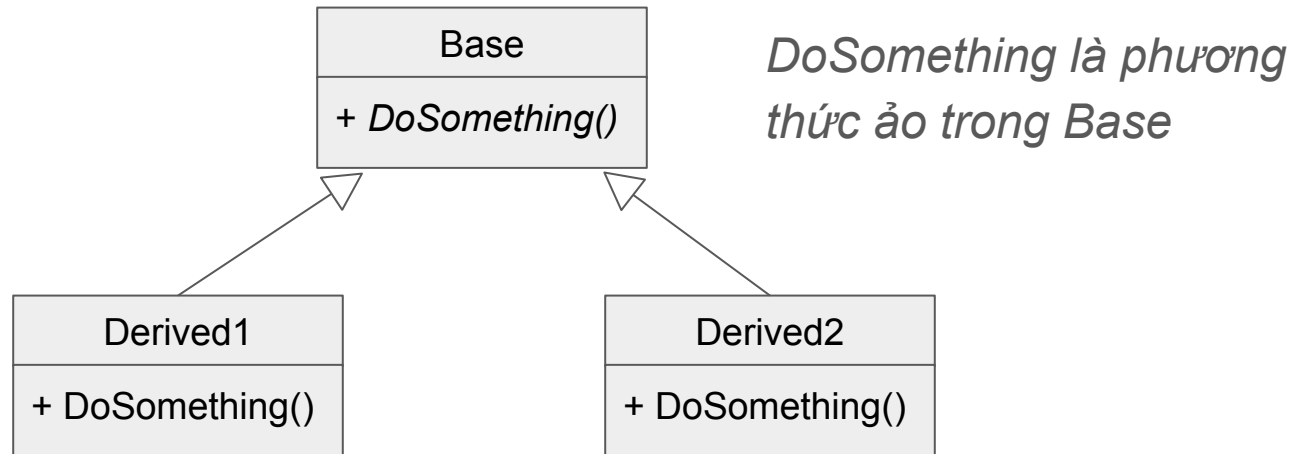 Base
+ DoSomething()
DoSomething là phương
thức ảo trong Base
Derived1
+ DoSomething()
Derived2
+ DoSomething()